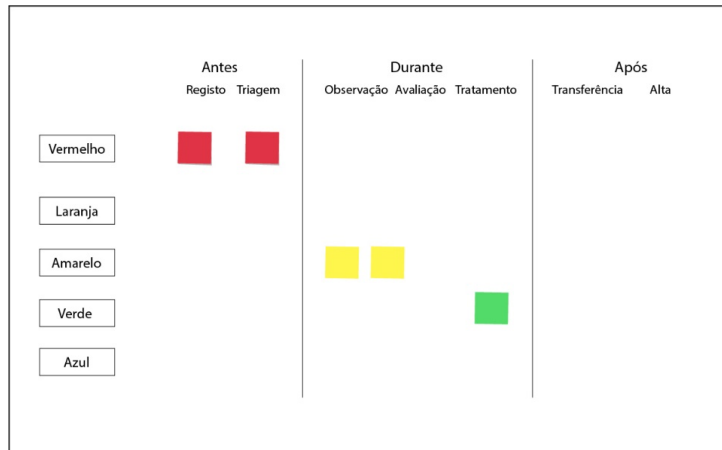 Antes Durante Após
Registo Triagem Observação Avaliação Tratamento Transferência Alta
Vermelho
Laranja
Amarelo
Verde
Azul